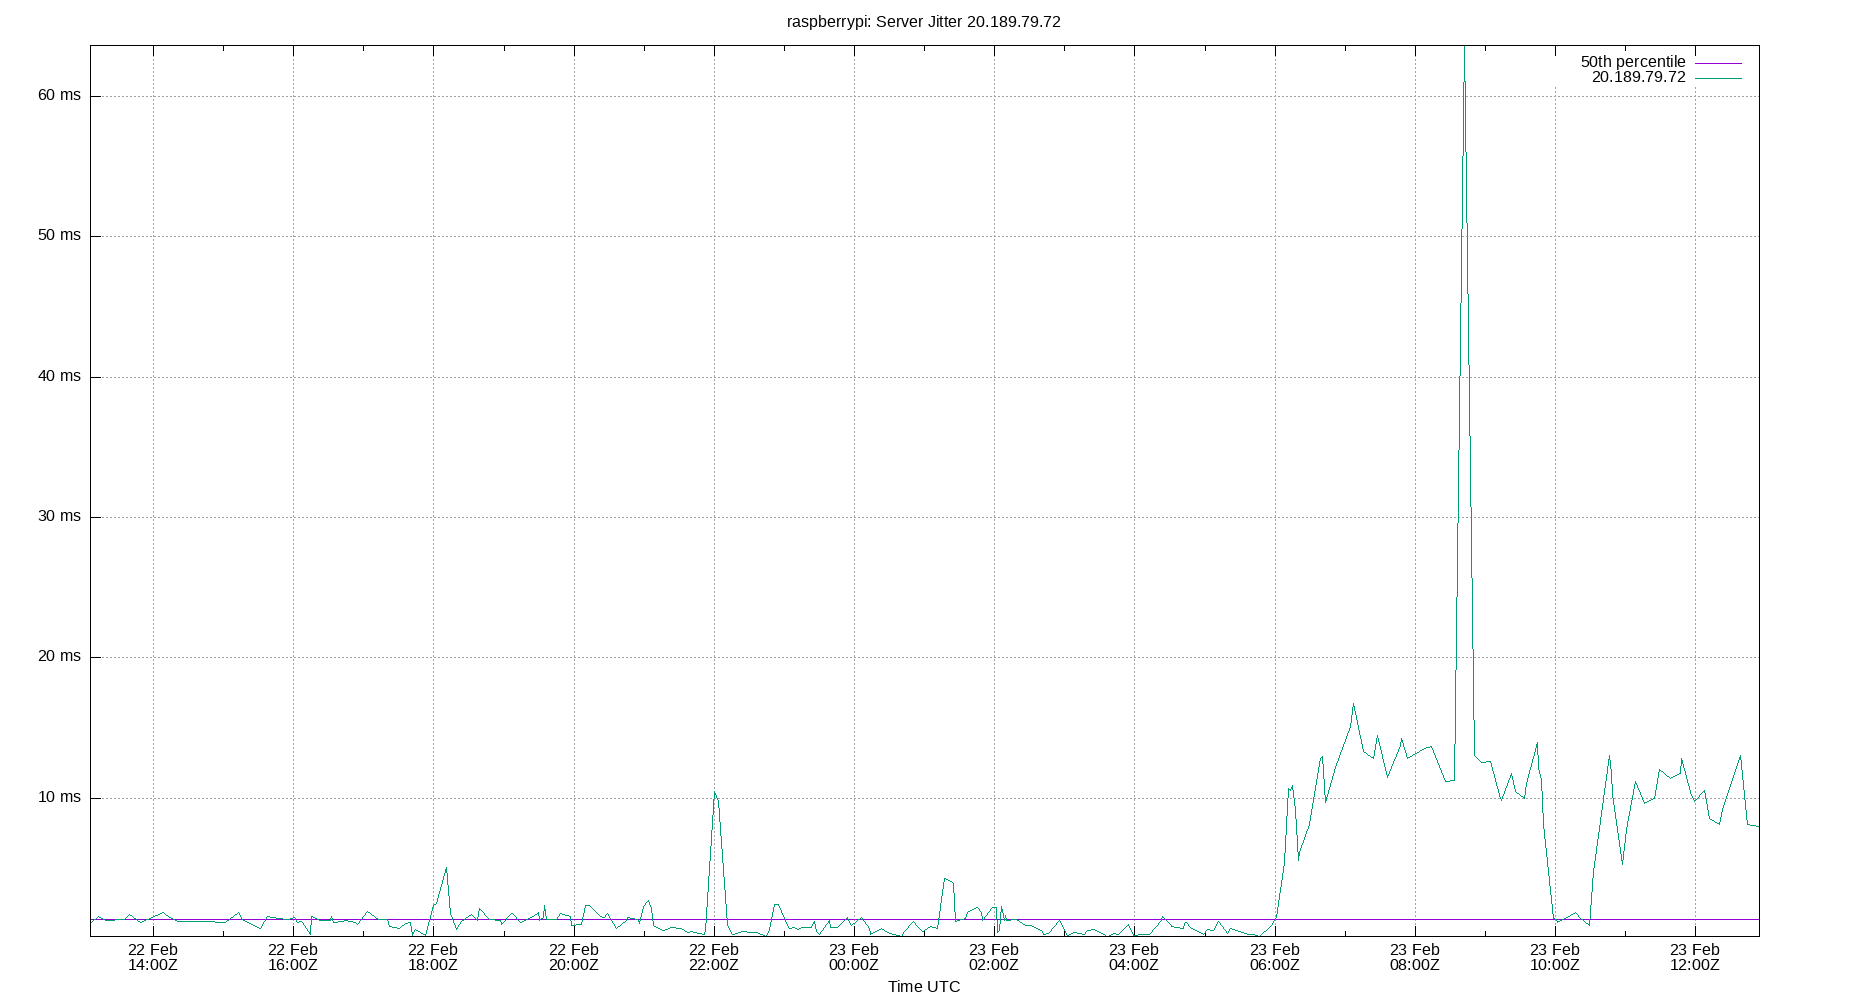 raspberrypi: Server Jitter 20.189.79.72
50th percentile
20.189.79.72
60 ms
50 ms
40 ms
30 ms
20 ms
10 ms
22 Feb 22 Feb 22 Feb 22 Feb 22 Feb 23 Feb 23 Feb 23 Feb 23 Feb 23 Feb 23 Feb 23 Feb
14:00Z 16:00Z 18:00Z 20:00Z 22:00Z 00:00Z 02:00Z 04:00Z 06:00Z 08:00Z 10:00Z 12:00Z
Time UTC